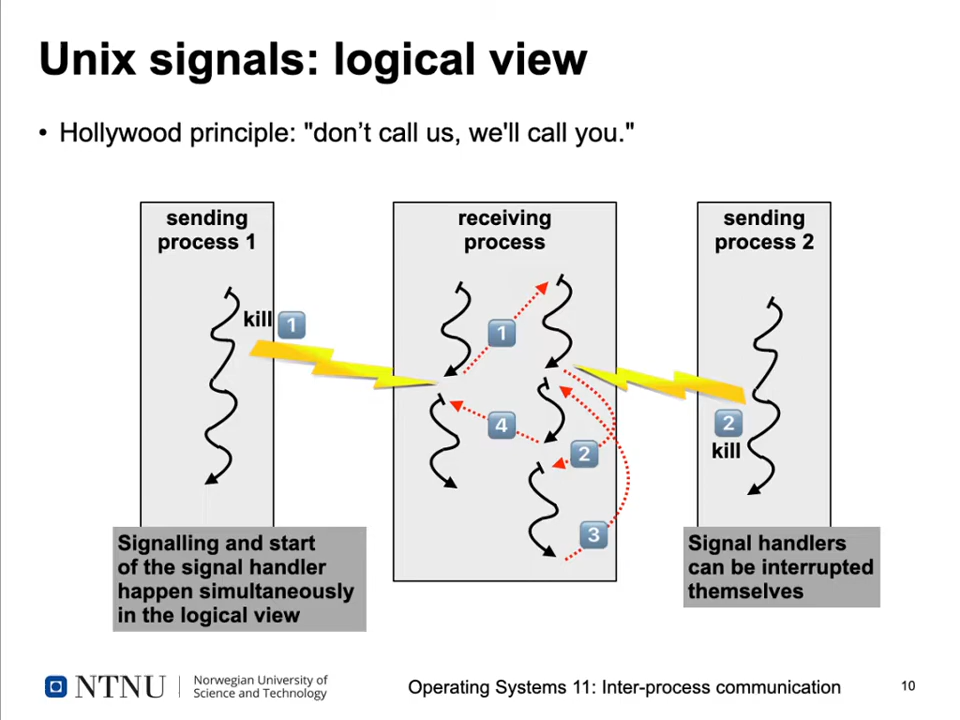 Unix signals: logical view
• Hollywood principle: "don’t call us, we'll call you."
sending
process 1
receiving
process
sending
process 2
kill 1
1
4
2
3
2
kill
Signalling and start
of the signal handler
happen simultaneously
in the logical view
Signal handlers
can be interrupted
themselves
NTNU
Norwegian University of
Science and Technology
Operating Systems 11: Inter-process communication
10